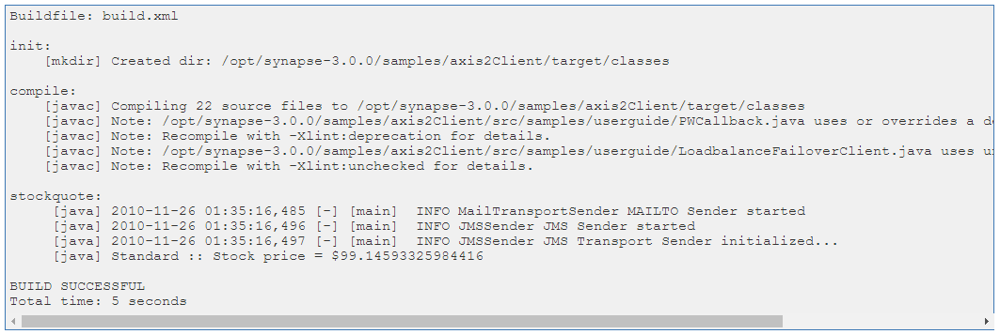 Buildfile: build.xml
init:
[mkdir] Created dir: /opt/synapse-3.0.0/samples/axis2Client/target/classes
compile:
[javac] Compiling 22 source files to /opt/synapse-3.0.0/samples/axis2Client/target/classes
[javac] Note: /opt/synapse-3.0.0/samples/axis2Client/src/samples/userguide/PWCallback.java uses or overrides a
[javac] Note: Recompile with -Xlint:deprecation for details.
[javac] Note: /opt/synapse-3.0.0/samples/axis2Client/src/samples/userguide/LoadbalanceFailoverClient.java uses
[javac] Note: Recompile with -Xlint:unchecked for details.
stockquote:
[java] 2010-11-26 01:35:16,485 [-] [main]  INFO MailTransportSender MAILTO Sender started
[java] 2010-11-26 01:35:16,496 [-] [main]  INFO JMSSender JMS Sender started
[java] 2010-11-26 01:35:16,497 [-] [main]  INFO JMSSender JMS Transport Sender initialized...
[java] Standard :: Stock price = $99.14593325984416
BUILD SUCCESSFUL
Total time: 5 seconds